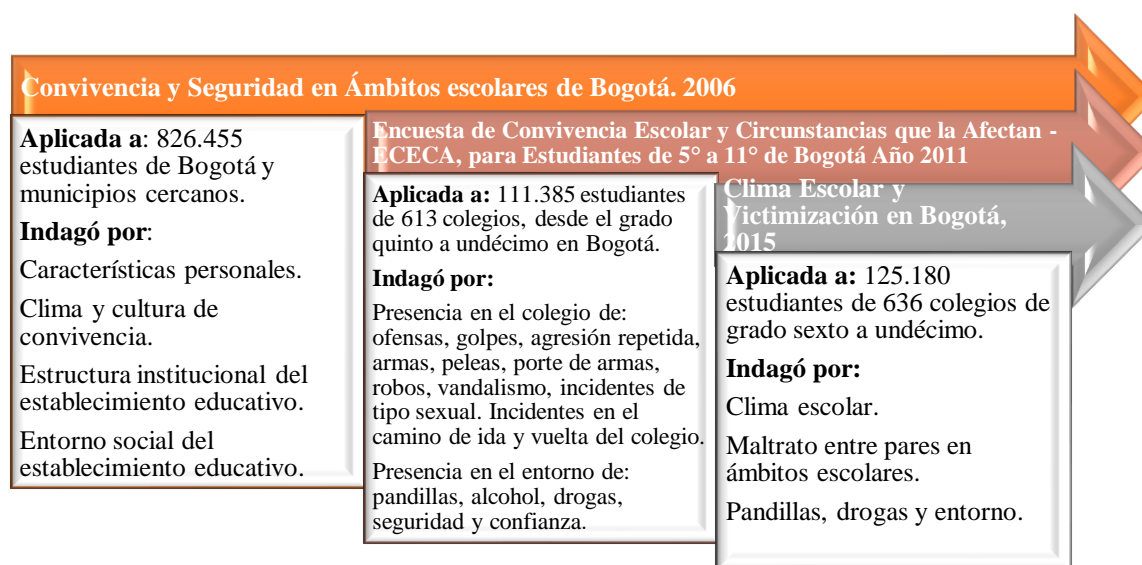 Convivencia y Seguridad en Ámbitos escolares de Bogotá. 2006
Aplicada a: 826.455
estudiantes de Bogotá y
municipios cercanos.
Indagó por:
Características personales.
Clima y cultura de
convivencia.
Estructura institucional del
establecimiento educativo.
Entorno social del
establecimiento educativo.
Encuesta de Convivencia Escolar y Circunstancias que la Afectan -
ECECA, para Estudiantes de 5° a 11° de Bogotá Año 2011
Aplicada a: 111.385 estudiantes
de 613 colegios, desde el grado
quinto a undécimo en Bogotá.
Indagó por:
Presencia en el colegio de:
ofensas, golpes, agresión repetida,
armas, peleas, porte de armas,
robos, vandalismo, incidentes de
tipo sexual. Incidentes en el
camino de ida y vuelta del colegio.
Presencia en el entorno de:
pandillas, alcohol, drogas,
seguridad y confianza.
Clima Escolar y
Victimización en Bogotá,
2015
Aplicada a: 125.180
estudiantes de 636 colegios de
grado sexto a undécimo.
Indagó por:
Clima escolar.
Maltrato entre pares en
ámbitos escolares.
Pandillas, drogas y entorno.